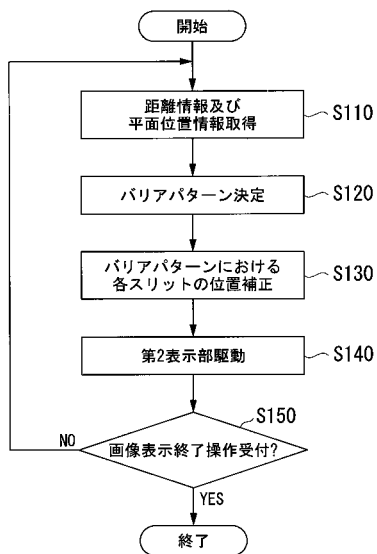 開始
距離情報及び
平面位置情報取得
S110
バリアパターン決定
S120
バリアパターンにおける
各スリットの位置補正
S130
第2表示部駆動
S140
S150
画像表示終了操作受付?
NO
YES
終了